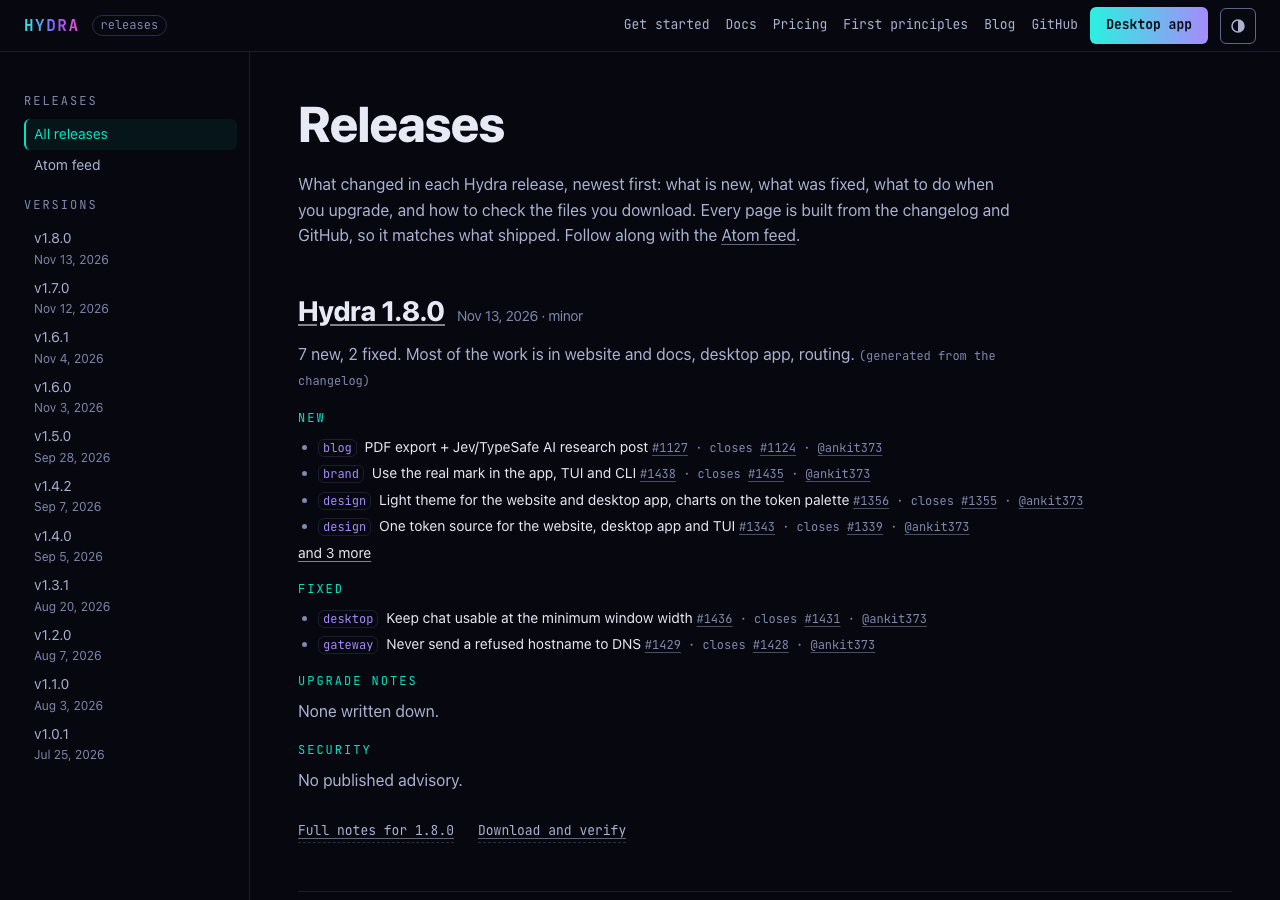 HYDRA releases Get started Docs Pricing First principles Blog GitHub Desktop app
RELEASES
All releases
Atom feed
VERSIONS
v1.8.0
Nov 13, 2026
v1.7.0
Nov 12, 2026
v1.6.1
Nov 4, 2026
v1.6.0
Nov 3, 2026
v1.5.0
Sep 28, 2026
v1.4.2
Sep 7, 2026
v1.4.0
Sep 5, 2026
v1.3.1
Aug 20, 2026
v1.2.0
Aug 7, 2026
v1.1.0
Aug 3, 2026
v1.0.1
Jul 25, 2026
Releases
What changed in each Hydra release, newest first: what is new, what was fixed, what to do when
you upgrade, and how to check the files you download. Every page is built from the changelog and
GitHub, so it matches what shipped. Follow along with the Atom feed.
Hydra 1.8.0 Nov 13, 2026 · minor
7 new, 2 fixed. Most of the work is in website and docs, desktop app, routing. (generated from the
changelog)
NEW
blog PDF export + Jev/TypeSafe AI research post #1127 · closes #1124 · @ankit373
brand Use the real mark in the app, TUI and CLI #1438 · closes #1435 · @ankit373
design Light theme for the website and desktop app, charts on the token palette #1356 · closes #1355 · @ankit373
design One token source for the website, desktop app and TUI #1343 · closes #1339 · @ankit373
and 3 more
FIXED
desktop Keep chat usable at the minimum window width #1436 · closes #1431 · @ankit373
gateway Never send a refused hostname to DNS #1429 · closes #1428 · @ankit373
UPGRADE NOTES
None written down.
SECURITY
No published advisory.
Full notes for 1.8.0 Download and verify